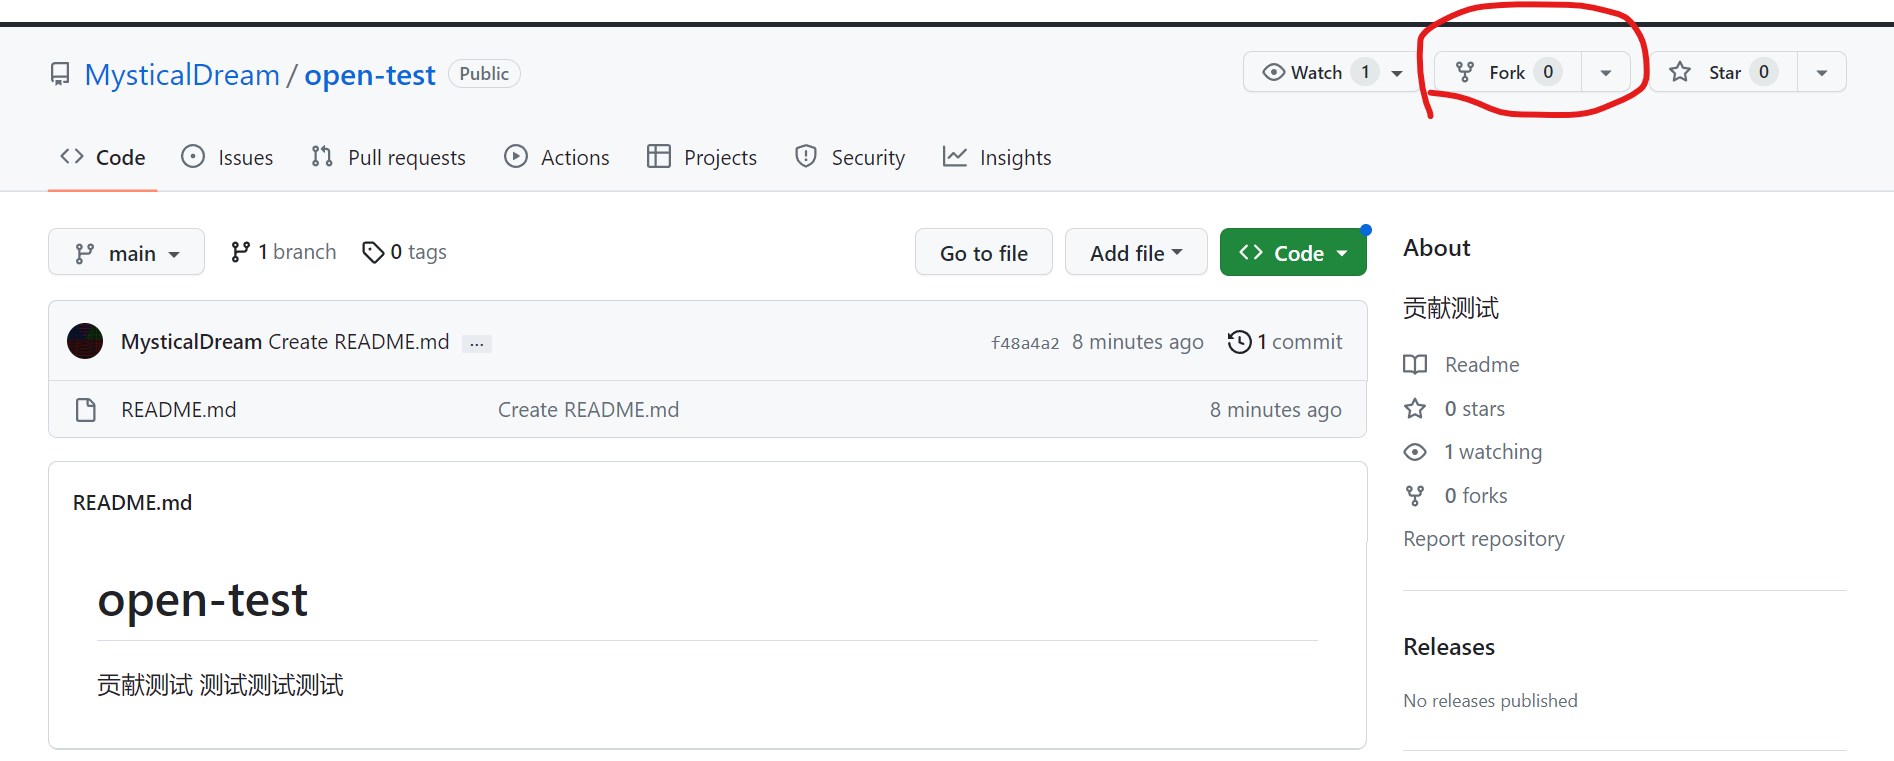 MysticalDream / open-test Public
Watch 1
Fork 0
Star 0
Code
Issues
Pull requests
Actions
Projects
Security
Insights
main
1 branch
0 tags
Go to file
Add file
Code
MysticalDream Create README.md ...
f48a4a2 8 minutes ago
1 commit
README.md
Create README.md
8 minutes ago
README.md
open-test
贡献测试 测试测试测试
About
贡献测试
Readme
0 stars
1 watching
0 forks
Report repository
Releases
No releases published